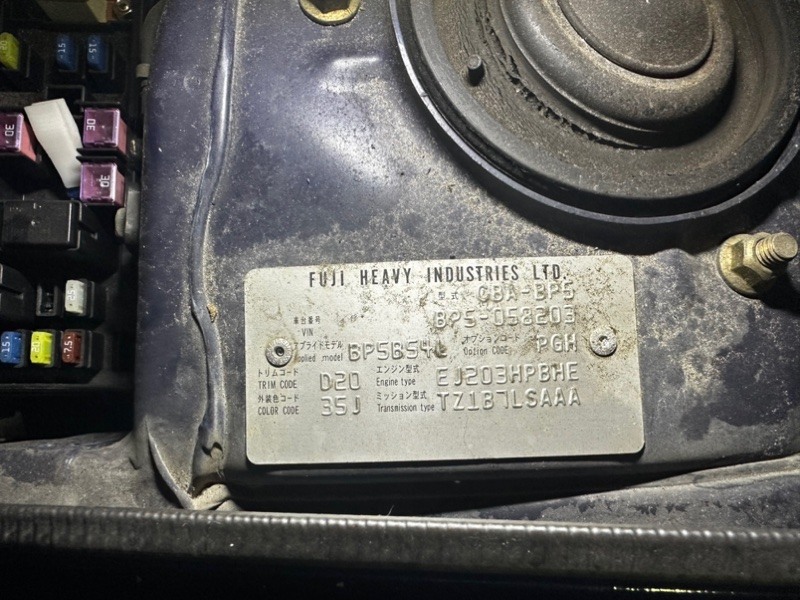 15
15
30
30
30
15
20
7.5
FUJI HEAVY INDUSTRIES LTD.
型式 CBA-BP5
車台番号 BP5-058203
VIN
アプライドモデル BP5B54L オプションコード PGH
Applied model Option CODE
トリムコード D20 エンジン型式 EJ203HPBHE
TRIM CODE Engine type
外装色コード 35J ミッション型式 TZ1B7LSAAA
COLOR CODE Transmission type